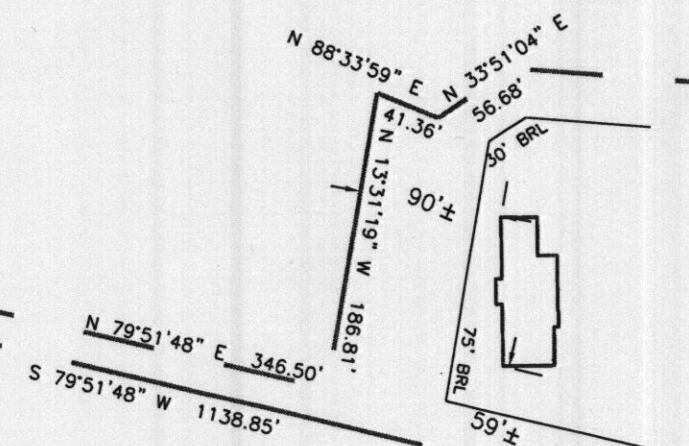 N 88°33'59" E
41.36'
N 33°51'04" E
56.68'
30' BRL
N 13°31'19" W 186.81'
90'±
75' BRL
N 79°51'48" E 346.50'
S 79°51'48" W 1138.85'
59'±